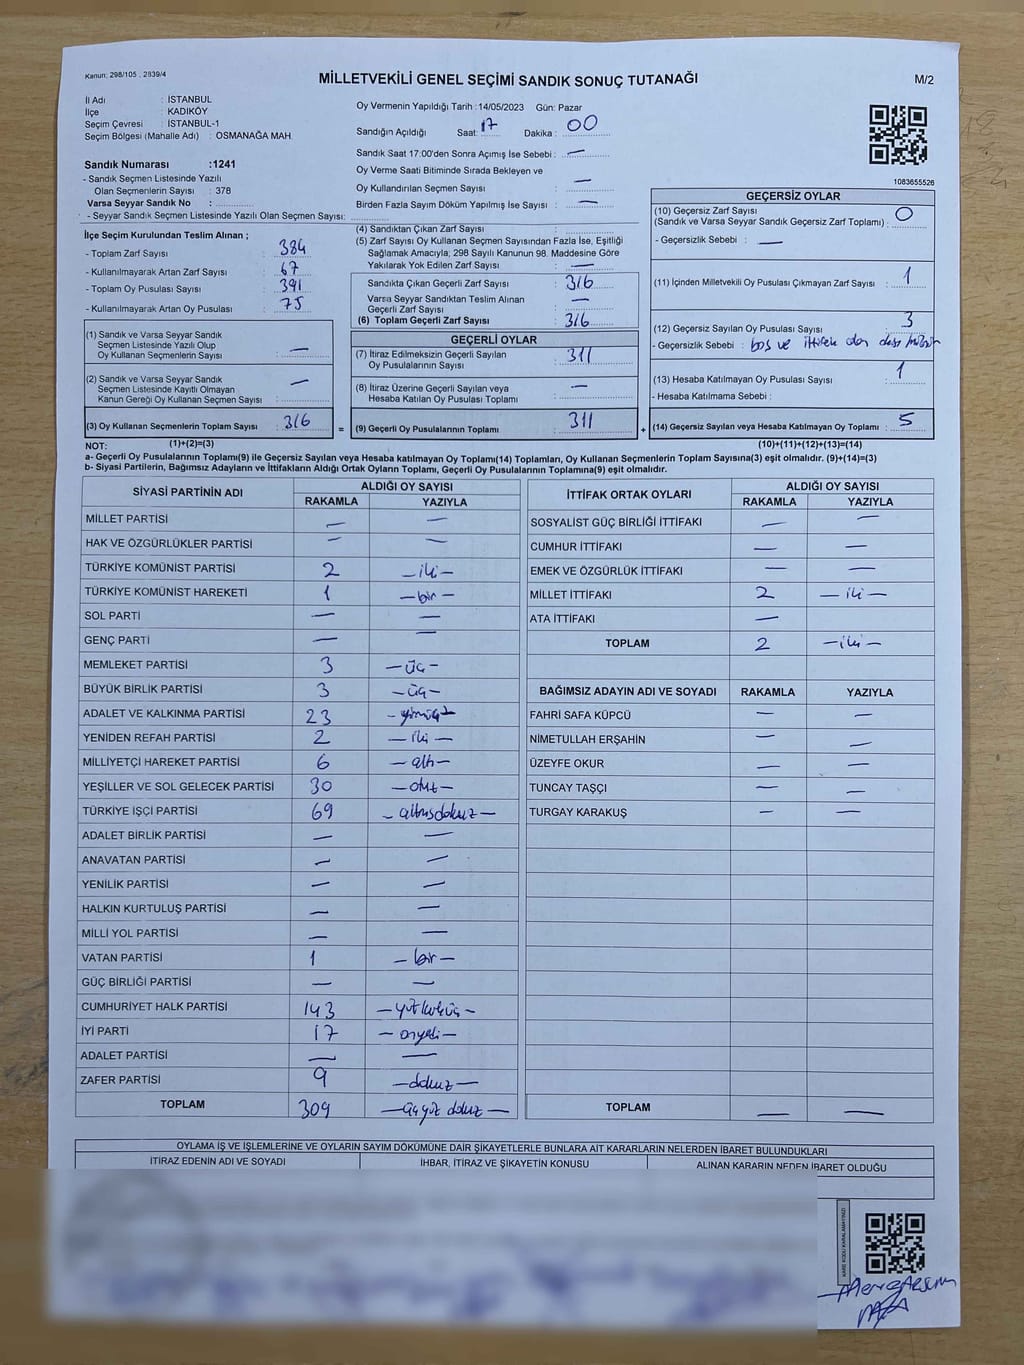 Kanun: 298/105 , 2839/4
MİLLETVEKİLİ GENEL SEÇİMİ SANDIK SONUÇ TUTANAĞI
M/2
İl Adı : İSTANBUL
İlçe : KADIKÖY
Seçim Çevresi : İSTANBUL-1
Seçim Bölgesi (Mahalle Adı) : OSMANAĞA MAH.
Oy Vermenin Yapıldığı Tarih :14/05/2023 Gün: Pazar
Sandığın Açıldığı Saat: 17 Dakika : 00
Sandık Saat 17:00'den Sonra Açımış İse Sebebi : —
Oy Verme Saati Bitiminde Sırada Bekleyen ve
Oy Kullandırılan Seçmen Sayısı : —
Birden Fazla Sayım Döküm Yapılmış İse Sayısı : —
1083655526
Sandık Numarası :1241
- Sandık Seçmen Listesinde Yazılı
Olan Seçmenlerin Sayısı : 378
Varsa Seyyar Sandık No :
- Seyyar Sandık Seçmen Listesinde Yazılı Olan Seçmen Sayısı:
İlçe Seçim Kurulundan Teslim Alınan ;
- Toplam Zarf Sayısı : 384
- Kullanılmayarak Artan Zarf Sayısı : 67
- Toplam Oy Pusulası Sayısı : 391
- Kullanılmayarak Artan Oy Pusulası : 75
(1) Sandık ve Varsa Seyyar Sandık
Seçmen Listesinde Yazılı Olup
Oy Kullanan Seçmenlerin Sayısı : —
(2) Sandık ve Varsa Seyyar Sandık
Seçmen Listesinde Kayıtlı Olmayan
Kanun Gereği Oy Kullanan Seçmen Sayısı : —
(3) Oy Kullanan Seçmenlerin Toplam Sayısı : 316
(1)+(2)=(3)
(4) Sandıktan Çıkan Zarf Sayısı :
(5) Zarf Sayısı Oy Kullanan Seçmen Sayısından Fazla İse, Eşitliği
Sağlamak Amacıyla; 298 Sayılı Kanunun 98. Maddesine Göre
Yakılarak Yok Edilen Zarf Sayısı : —
Sandıkta Çıkan Geçerli Zarf Sayısı : 316
Varsa Seyyar Sandıktan Teslim Alınan
Geçerli Zarf Sayısı : —
(6) Toplam Geçerli Zarf Sayısı : 316
GEÇERLİ OYLAR
(7) İtiraz Edilmeksizin Geçerli Sayılan
Oy Pusulalarının Sayısı : 311
(8) İtiraz Üzerine Geçerli Sayılan veya
Hesaba Katılan Oy Pusulası Toplamı : —
= (9) Geçerli Oy Pusulalarının Toplamı : 311 +
GEÇERSİZ OYLAR
(10) Geçersiz Zarf Sayısı
(Sandık ve Varsa Seyyar Sandık Geçersiz Zarf Toplamı) : 0
- Geçersizlik Sebebi : —
(11) İçinden Milletvekili Oy Pusulası Çıkmayan Zarf Sayısı : 1
(12) Geçersiz Sayılan Oy Pusulası Sayısı : 3
- Geçersizlik Sebebi : boş ve ittifak dışı
(13) Hesaba Katılmayan Oy Pusulası Sayısı : 1
- Hesaba Katılmama Sebebi :
(14) Geçersiz Sayılan veya Hesaba Katılmayan Oy Toplamı : 5
(10)+(11)+(12)+(13)=(14)
NOT:
a- Geçerli Oy Pusulalarının Toplamı(9) ile Geçersiz Sayılan veya Hesaba katılmayan Oy Toplamı(14) Toplamları, Oy Kullanan Seçmenlerin Toplam Sayısına(3) eşit olmalıdır. (9)+(14)=(3)
b- Siyasi Partilerin, Bağımsız Adayların ve İttifakların Aldığı Ortak Oyların Toplamı, Geçerli Oy Pusulalarının Toplamına(9) eşit olmalıdır.
SİYASİ PARTİNİN ADI ALDIĞI OY SAYISI
RAKAMLA YAZIYLA
MİLLET PARTİSİ — —
HAK VE ÖZGÜRLÜKLER PARTİSİ — —
TÜRKİYE KOMÜNİST PARTİSİ 2 —iki—
TÜRKİYE KOMÜNİST HAREKETİ 1 —bir—
SOL PARTİ — —
GENÇ PARTİ — —
MEMLEKET PARTİSİ 3 —üç—
BÜYÜK BİRLİK PARTİSİ 3 —üç—
ADALET VE KALKINMA PARTİSİ 23 —yirmiüç—
YENİDEN REFAH PARTİSİ 2 —iki—
MİLLİYETÇİ HAREKET PARTİSİ 6 —altı—
YEŞİLLER VE SOL GELECEK PARTİSİ 30 —otuz—
TÜRKİYE İŞÇİ PARTİSİ 69 —altmışdokuz—
ADALET BİRLİK PARTİSİ — —
ANAVATAN PARTİSİ — —
YENİLİK PARTİSİ — —
HALKIN KURTULUŞ PARTİSİ — —
MİLLİ YOL PARTİSİ — —
VATAN PARTİSİ 1 —bir—
GÜÇ BİRLİĞİ PARTİSİ — —
CUMHURİYET HALK PARTİSİ 143 —yüzkırküç—
İYİ PARTİ 17 —onyedi—
ADALET PARTİSİ — —
ZAFER PARTİSİ 9 —dokuz—
TOPLAM 309 —üçyüz dokuz—
İTTİFAK ORTAK OYLARI ALDIĞI OY SAYISI
RAKAMLA YAZIYLA
SOSYALİST GÜÇ BİRLİĞİ İTTİFAKI — —
CUMHUR İTTİFAKI — —
EMEK VE ÖZGÜRLÜK İTTİFAKI — —
MİLLET İTTİFAKI 2 —iki—
ATA İTTİFAKI —
TOPLAM 2 —iki—
BAĞIMSIZ ADAYIN ADI VE SOYADI RAKAMLA YAZIYLA
FAHRİ SAFA KÜPCÜ — —
NİMETULLAH ERŞAHİN — —
ÜZEYFE OKUR — —
TUNCAY TAŞÇI — —
TURGAY KARAKUŞ — —
TOPLAM — —
OYLAMA İŞ VE İŞLEMLERİNE VE OYLARIN SAYIM DÖKÜMÜNE DAİR ŞİKAYETLERLE BUNLARA AİT KARARLARIN NELERDEN İBARET BULUNDUKLARI
İTİRAZ EDENİN ADI VE SOYADI İHBAR, İTİRAZ VE ŞİKAYETİN KONUSU ALINAN KARARIN NEDEN İBARET OLDUĞU
KARE KODU KARALAMAYINIZ!